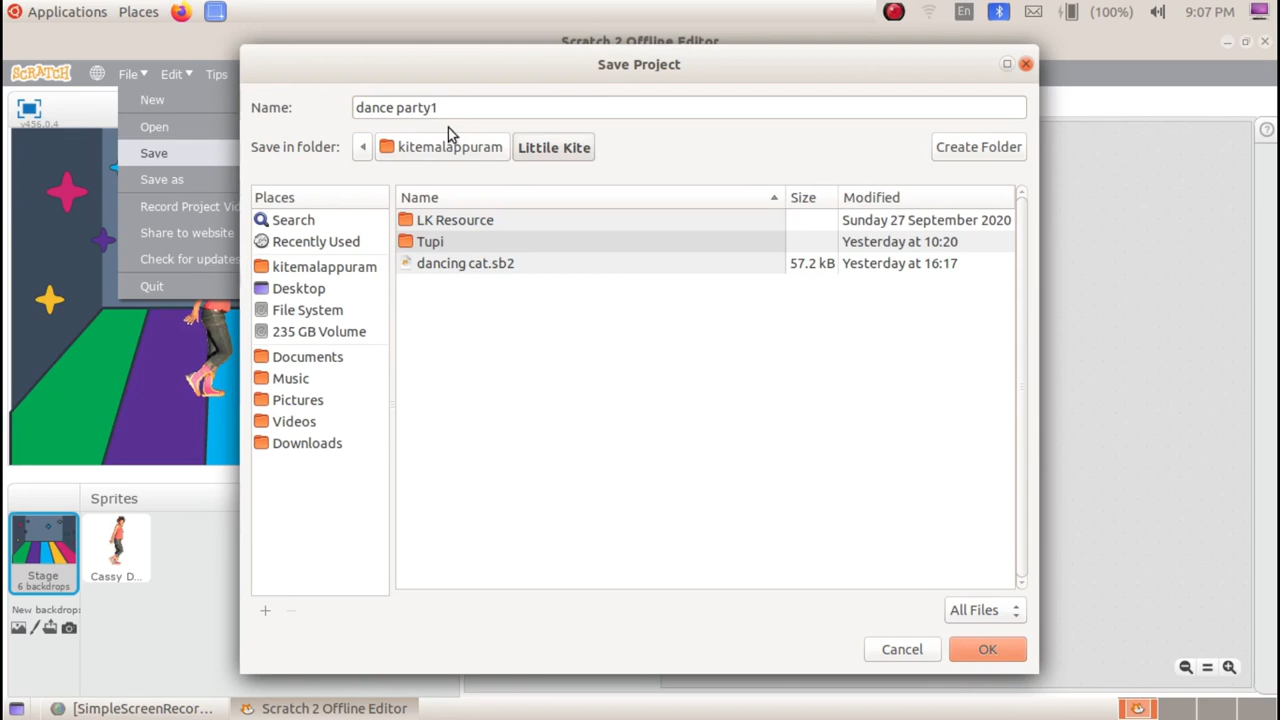 Applications Places En (100%) 9:07 PM
Scratch 2 Offline Editor
Save Project
SCRATCH File Edit Tips
v456.0.4
New
Open
Save
Save as
Record Project Vid
Share to website
Check for updates
Quit
Name: dance party1
Save in folder: kitemalappuram Littile Kite Create Folder
Places Name Size Modified
Search LK Resource Sunday 27 September 2020
Recently Used Tupi Yesterday at 10:20
kitemalappuram dancing cat.sb2 57.2 kB Yesterday at 16:17
Desktop
File System
235 GB Volume
Documents
Music
Pictures
Videos
Downloads
All Files
Cancel OK
Sprites
Stage
6 backdrops
Cassy D...
New backdrop:
[SimpleScreenRecor... Scratch 2 Offline Editor